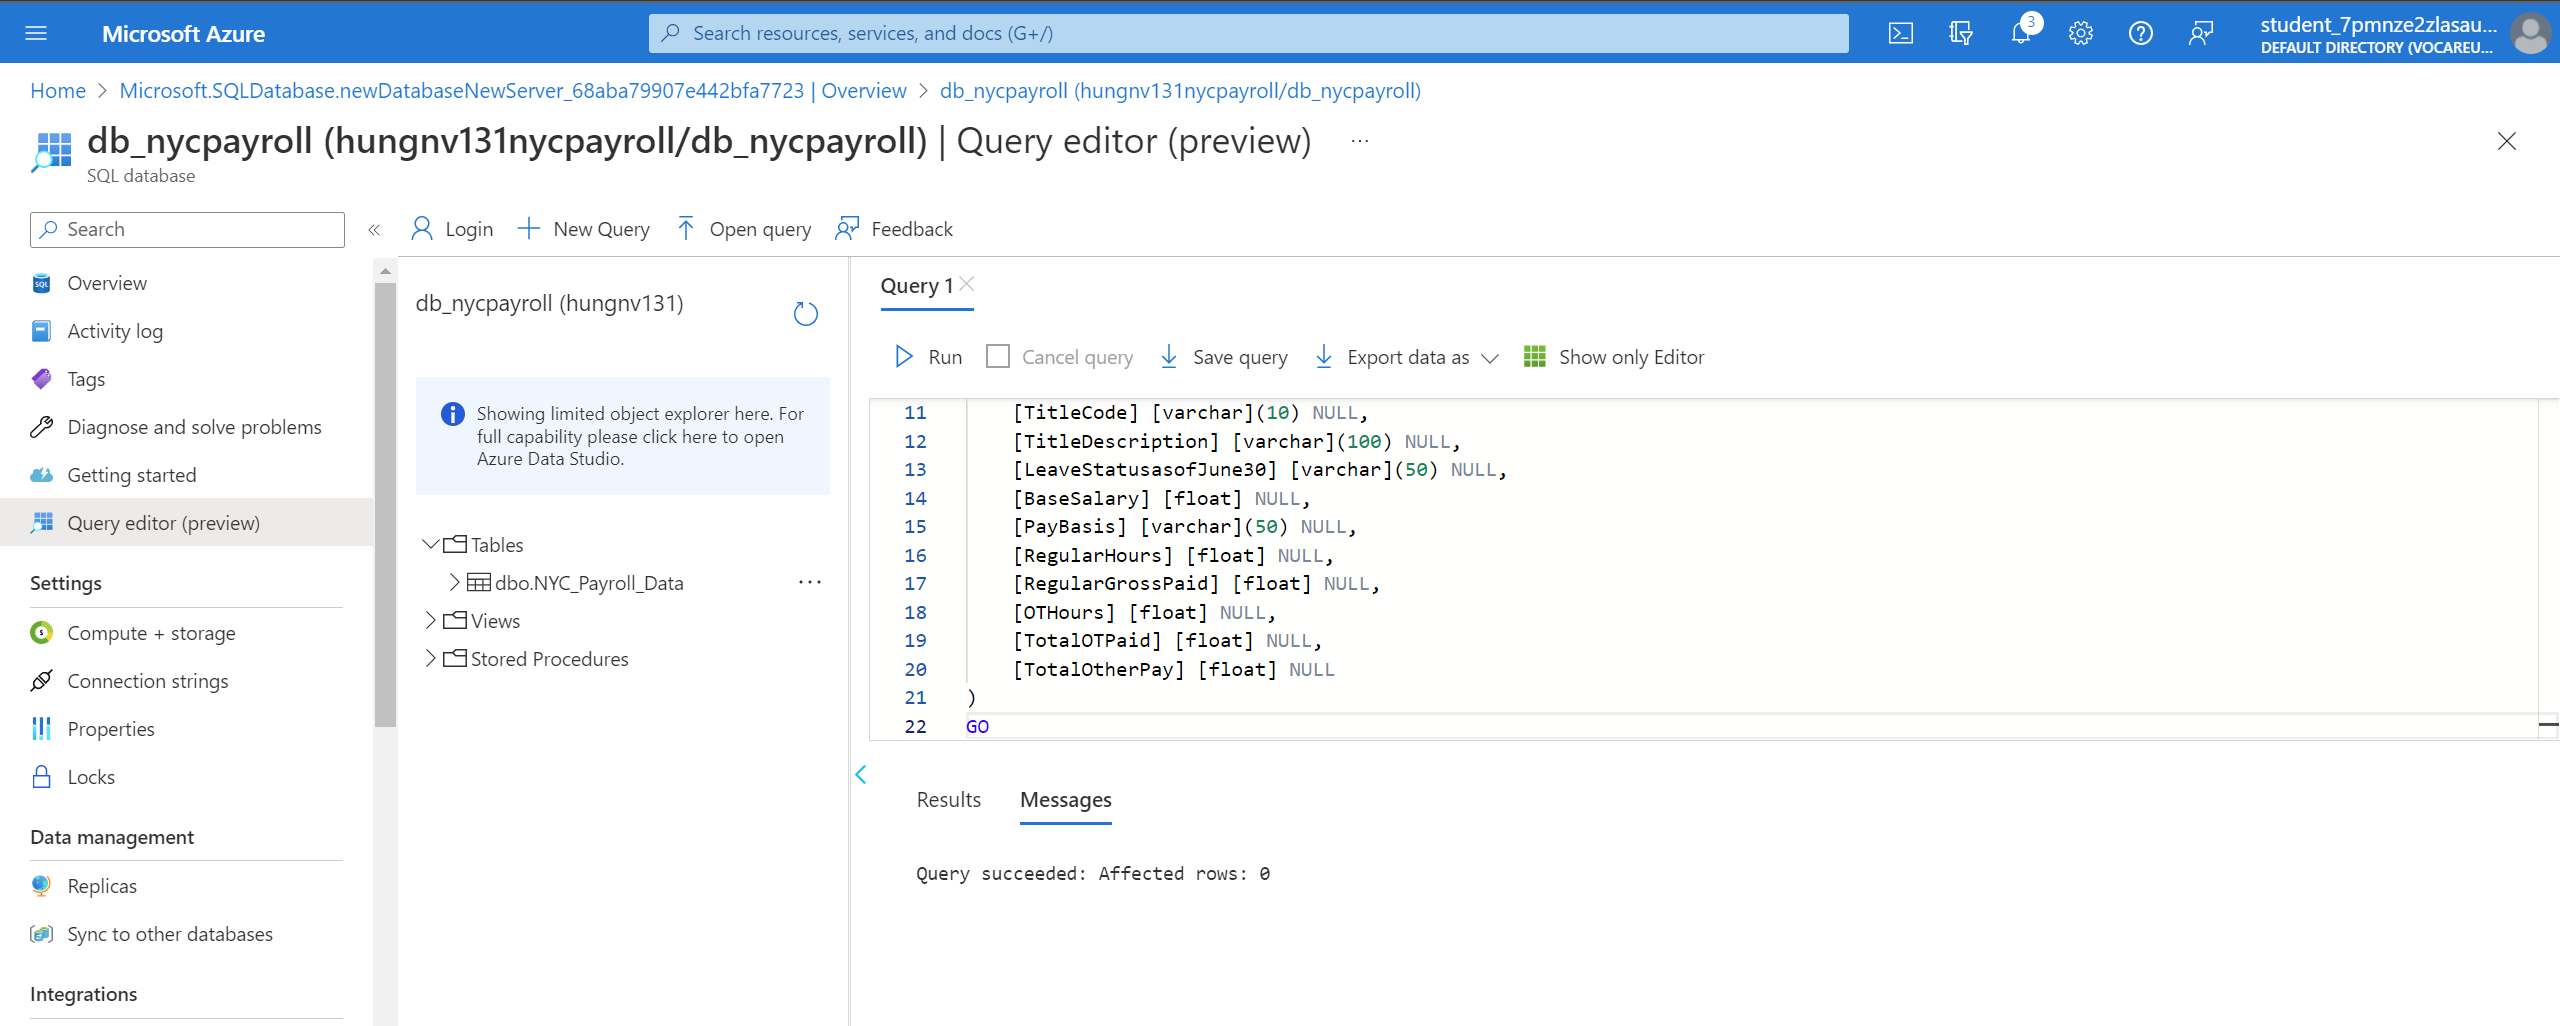 Microsoft Azure
Search resources, services, and docs (G+/)
3
student_7pmnze2zlasau...
DEFAULT DIRECTORY (VOCAREU...
Home > Microsoft.SQLDatabase.newDatabaseNewServer_68aba79907e442bfa7723 | Overview > db_nycpayroll (hungnv131nycpayroll/db_nycpayroll)
db_nycpayroll (hungnv131nycpayroll/db_nycpayroll) | Query editor (preview) ...
SQL database
Search
«
Login
New Query
Open query
Feedback
Overview
Activity log
Tags
Diagnose and solve problems
Getting started
Query editor (preview)
Settings
Compute + storage
Connection strings
Properties
Locks
Data management
Replicas
Sync to other databases
Integrations
db_nycpayroll (hungnv131)
Showing limited object explorer here. For
full capability please click here to open
Azure Data Studio.
Tables
dbo.NYC_Payroll_Data ...
Views
Stored Procedures
Query 1
Run
Cancel query
Save query
Export data as
Show only Editor
11 [TitleCode] [varchar](10) NULL,
12 [TitleDescription] [varchar](100) NULL,
13 [LeaveStatusasofJune30] [varchar](50) NULL,
14 [BaseSalary] [float] NULL,
15 [PayBasis] [varchar](50) NULL,
16 [RegularHours] [float] NULL,
17 [RegularGrossPaid] [float] NULL,
18 [OTHours] [float] NULL,
19 [TotalOTPaid] [float] NULL,
20 [TotalOtherPay] [float] NULL
21 )
22 GO
Results
Messages
Query succeeded: Affected rows: 0